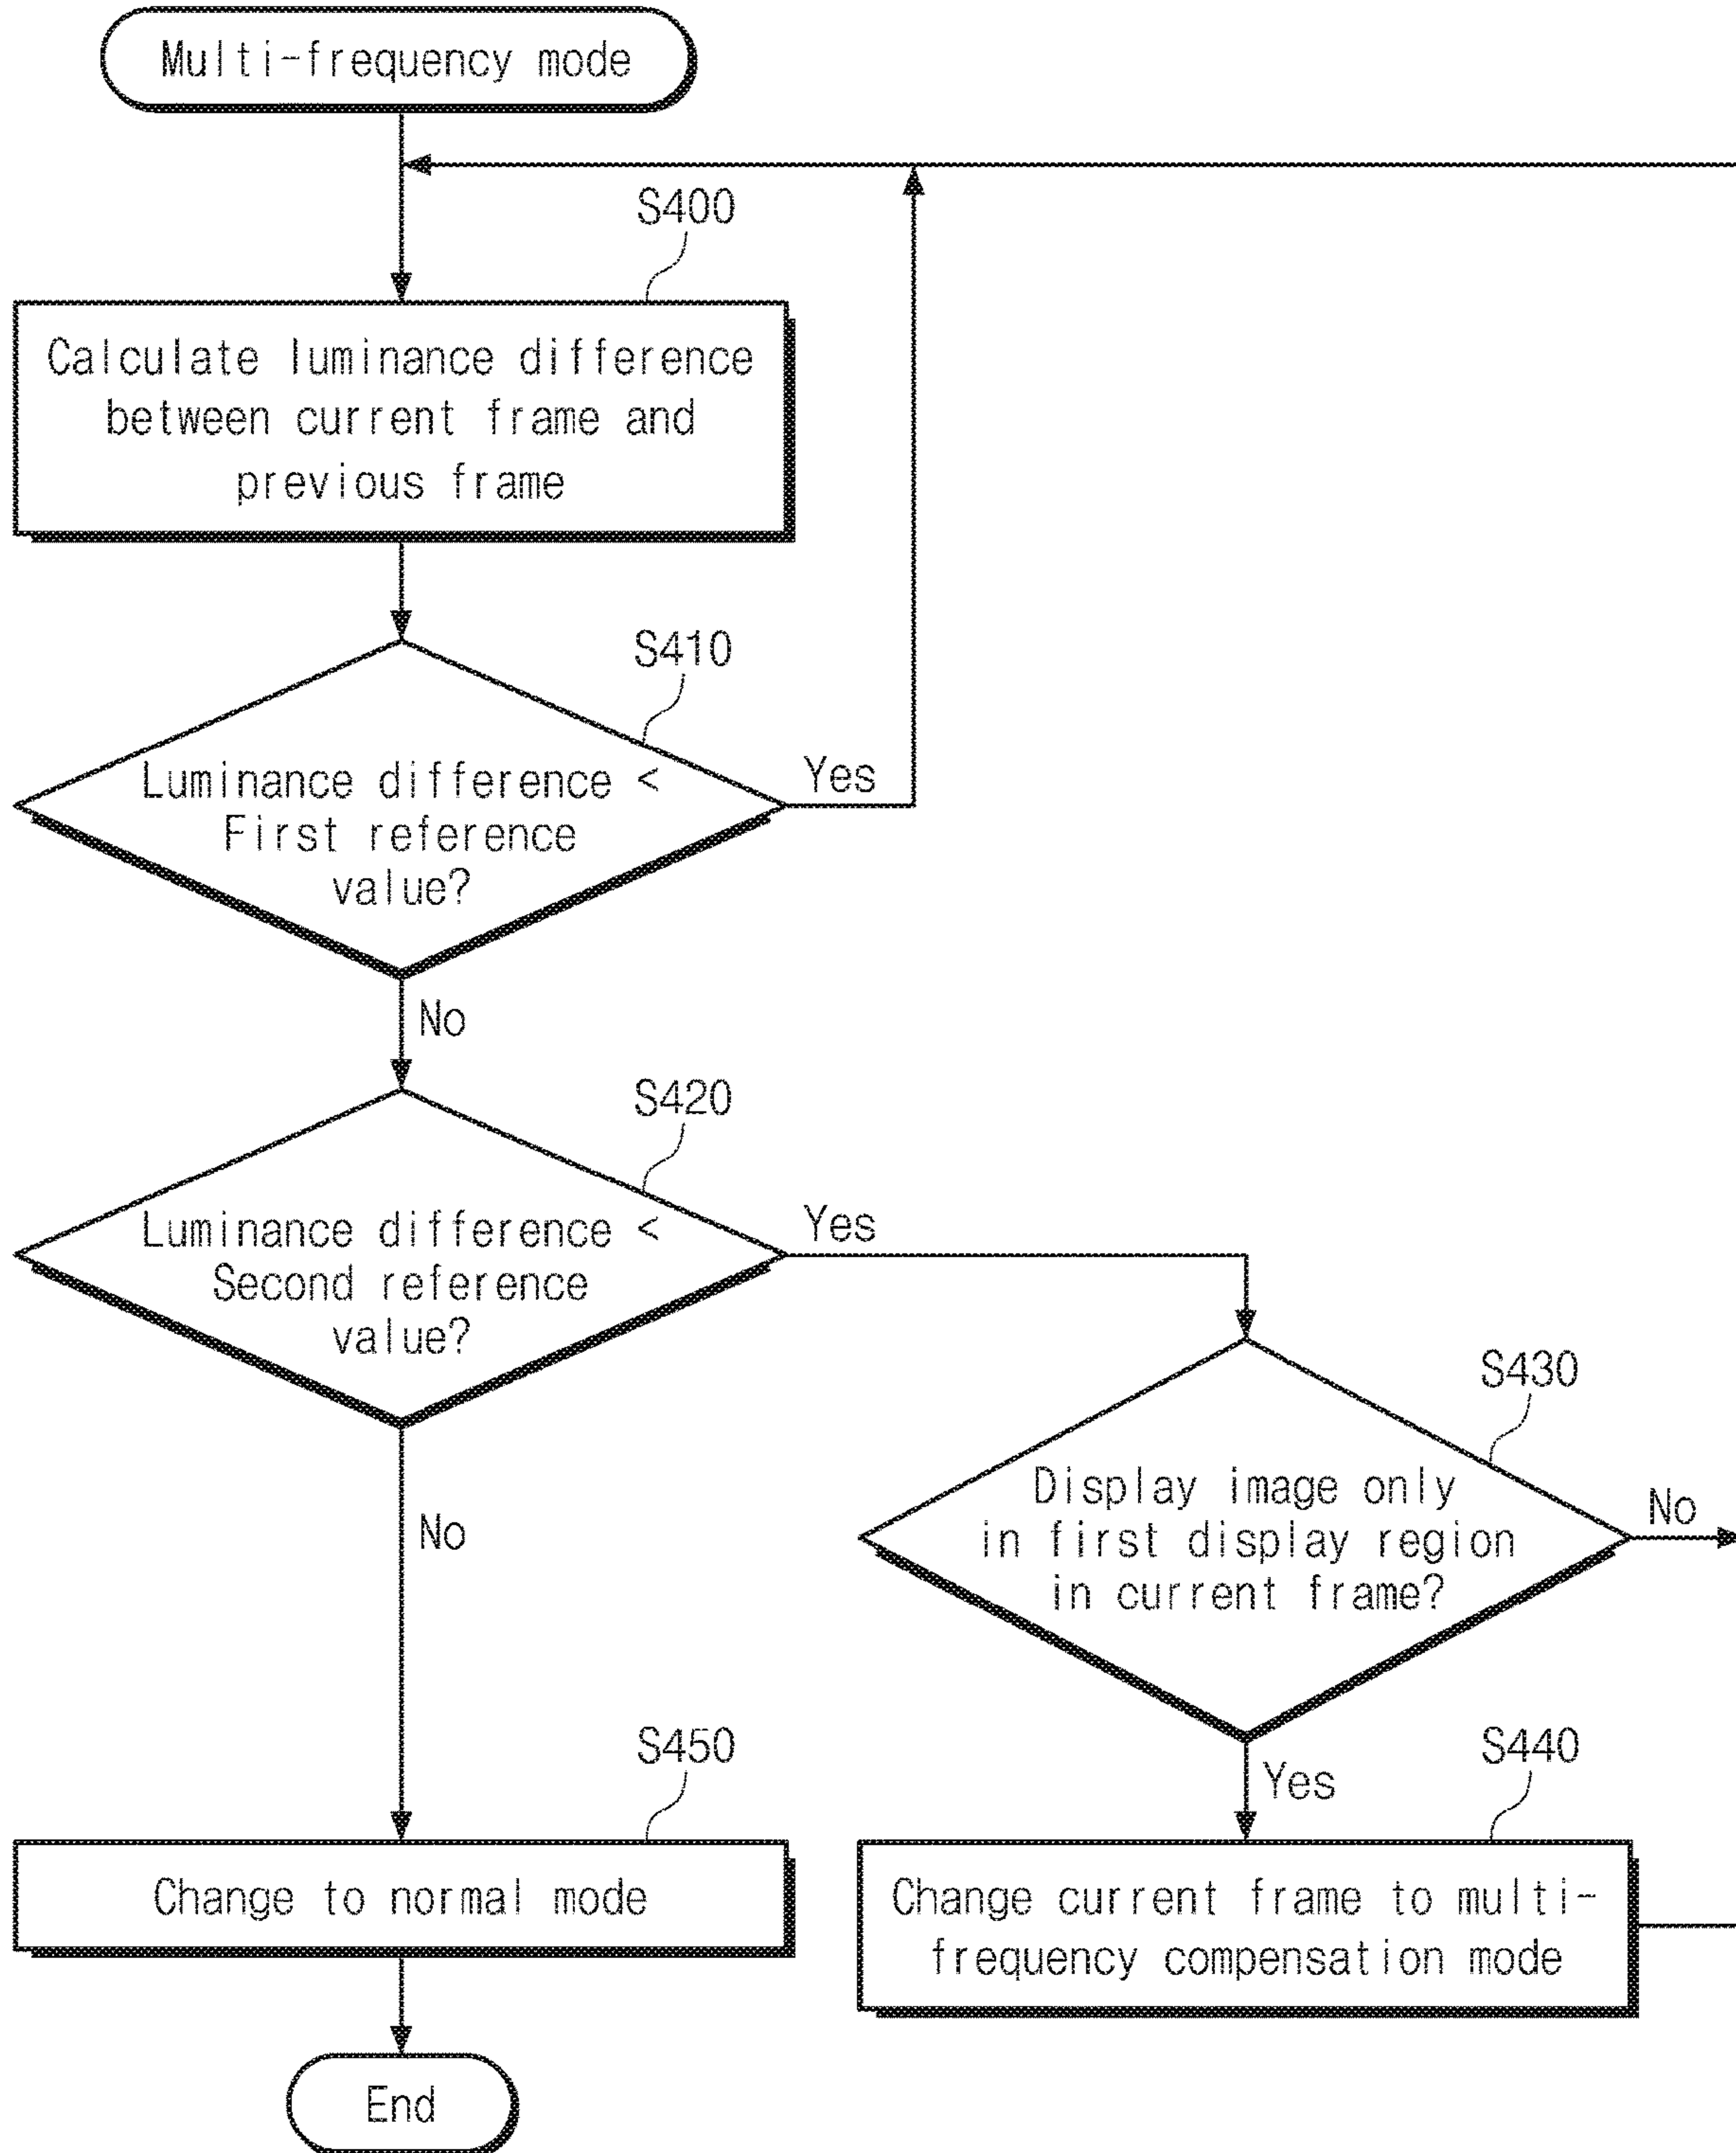 Multi-frequency mode
S400
Calculate luminance difference
between current frame and
previous frame
S410
Luminance difference <
First reference
value?
Yes
No
S420
Luminance difference <
Second reference
value?
Yes
No
S430
Display image only
in first display region
in current frame?
No
Yes
S450
Change to normal mode
S440
Change current frame to multi-
frequency compensation mode
End